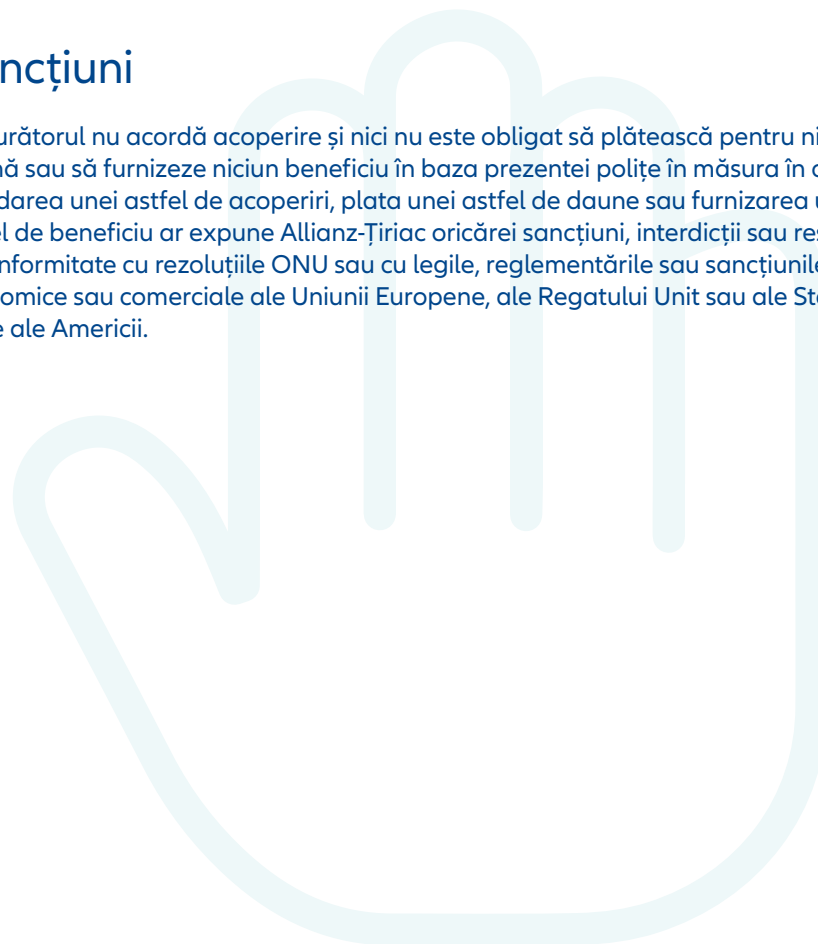 ncțiuni
urătorul nu acordă acoperire și nici nu este obligat să plătească pentru ni
nă sau să furnizeze niciun beneficiu în baza prezentei polițe în măsura în
darea unei astfel de acoperiri, plata unei astfel de daune sau furnizarea
el de beneficiu ar expune Allianz-Țiriac oricărei sancțiuni, interdicții sau res
nformitate cu rezoluțiile ONU sau cu legile, reglementările sau sancțiunile
omice sau comerciale ale Uniunii Europene, ale Regatului Unit sau ale St
e ale Americii.